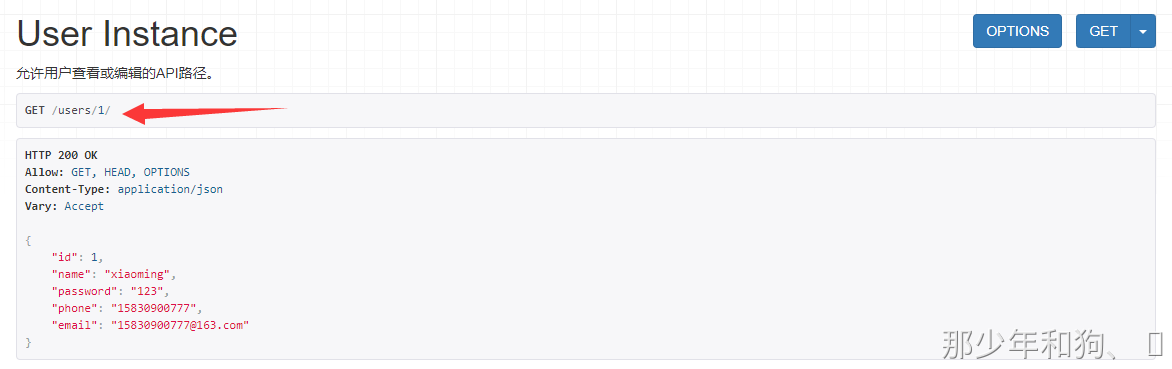 User Instance
OPTIONS
GET
允许用户查看或编辑的API路径。
GET /users/1/
HTTP 200 OK
Allow: GET, HEAD, OPTIONS
Content-Type: application/json
Vary: Accept
{
    "id": 1,
    "name": "xiaoming",
    "password": "123",
    "phone": "15830900777",
    "email": "15830900777@163.com"
}
那少年和狗、